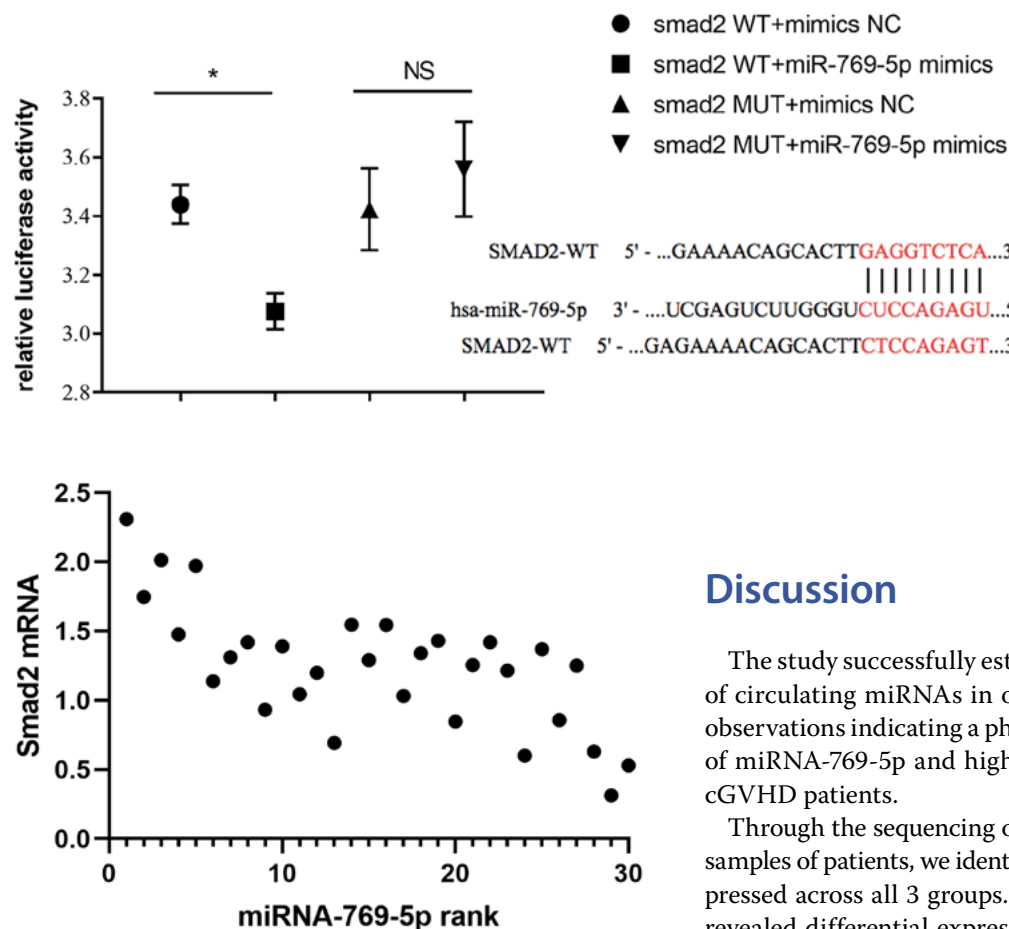 smad2 WT+mimics NC
smad2 WT+miR-769-5p mimics
smad2 MUT+mimics NC
smad2 MUT+miR-769-5p mimics
*
NS
relative luciferase activity
3.8
3.6
3.4
3.2
3.0
2.8
SMAD2-WT 5' - ...GAAAACAGCACTTGAGGTCTCA...3
hsa-miR-769-5p 3' - ....UCGAGUCUUGGGUCUCCAGAGU...5
SMAD2-WT 5' - ...GAGAAAACAGCACTTCTCCAGAGT...3
Smad2 mRNA
2.5
2.0
1.5
1.0
0.5
0.0
0 10 20 30
miRNA-769-5p rank
Discussion
The study successfully est
of circulating miRNAs in
observations indicating a ph
of miRNA-769-5p and high
cGVHD patients.
Through the sequencing
samples of patients, we ident
pressed across all 3 groups.
revealed differential expres